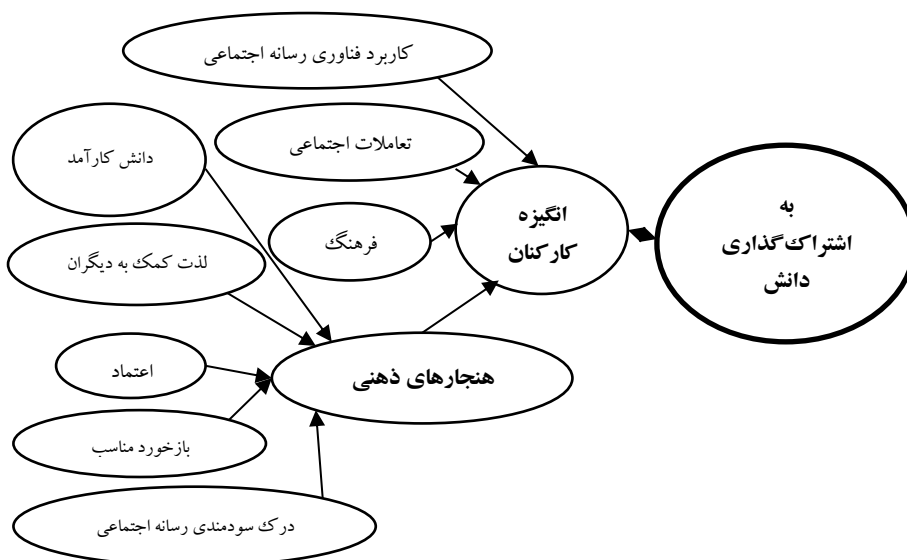 کاربرد فناوری رسانه اجتماعی
تعاملات اجتماعی
دانش کارآمد
انگیزه
کارکنان
به
اشتراک‌گذاری
دانش
فرهنگ
لذت کمک به دیگران
اعتماد
هنجارهای ذهنی
بازخورد مناسب
درک سودمندی رسانه اجتماعی